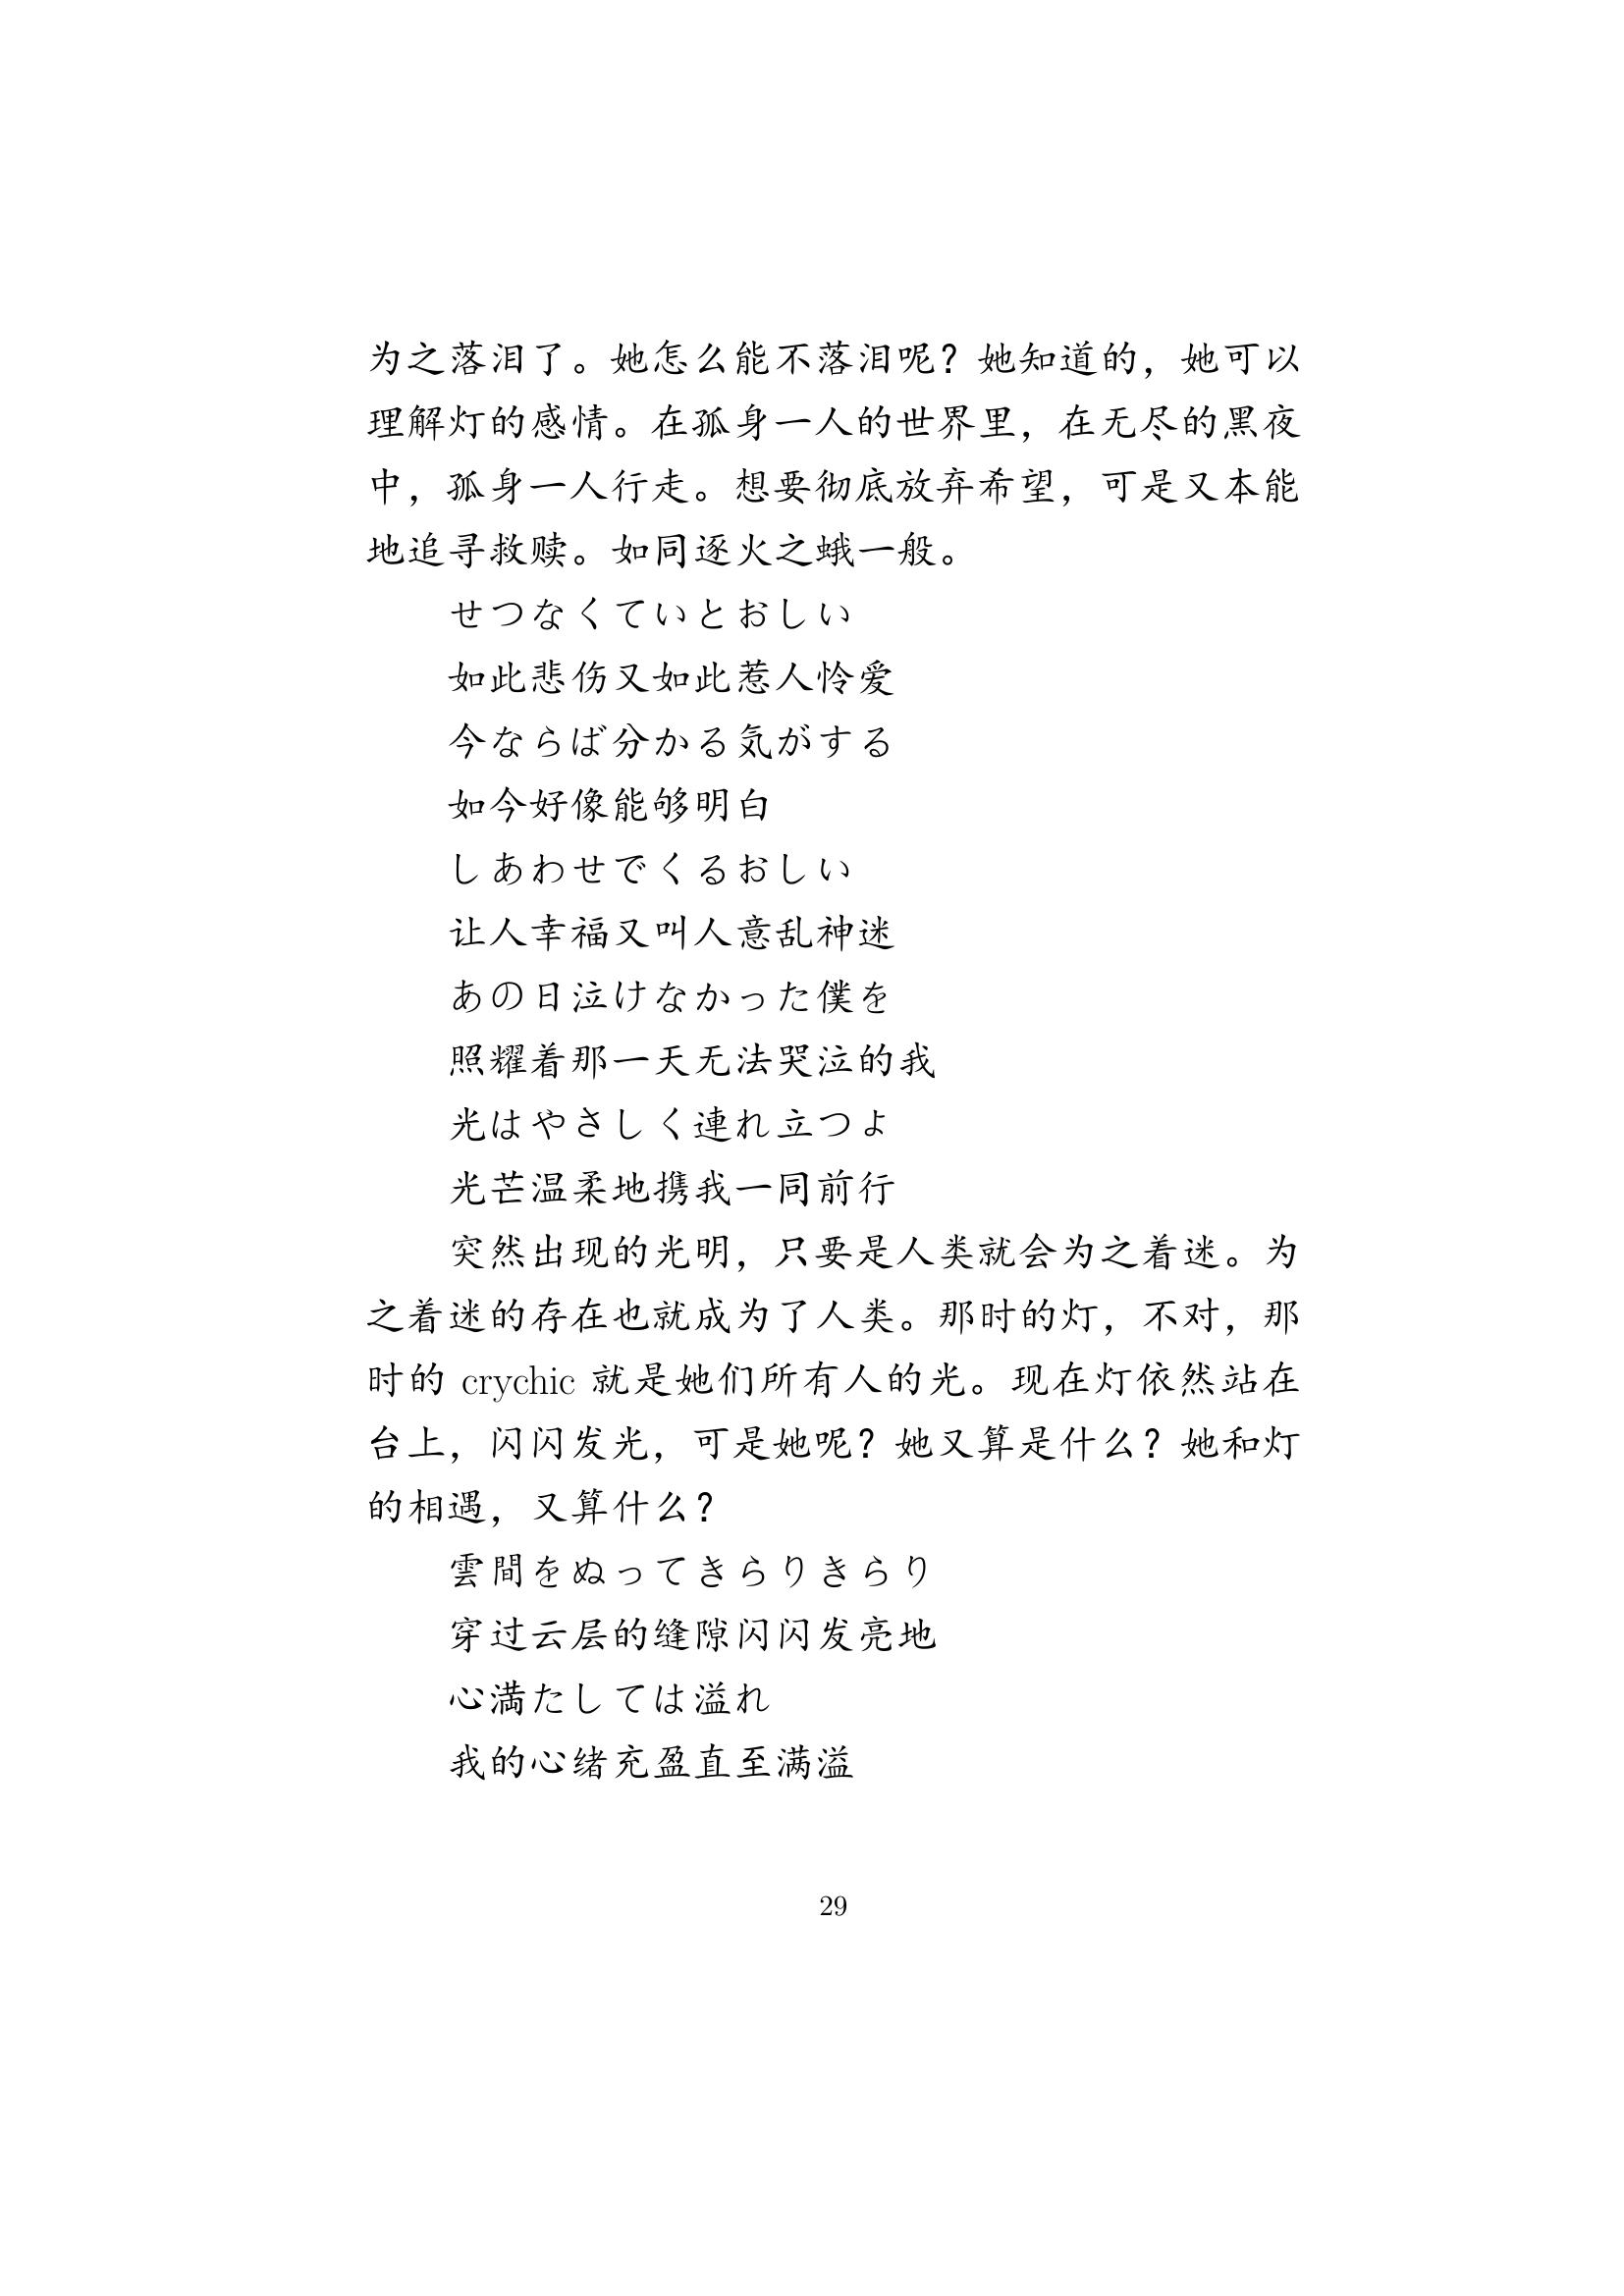 为之落泪了。她怎么能不落泪呢？她知道的，她可以
理解灯的感情。在孤身一人的世界里，在无尽的黑夜
中，孤身一人行走。想要彻底放弃希望，可是又本能
地追寻救赎。如同逐火之蛾一般。
せつなくていとおしい
如此悲伤又如此惹人怜爱
今ならば分かる気がする
如今好像能够明白
しあわせでくるおしい
让人幸福又叫人意乱神迷
あの日泣けなかった僕を
照耀着那一天无法哭泣的我
光はやさしく連れ立つよ
光芒温柔地携我一同前行
突然出现的光明，只要是人类就会为之着迷。为
之着迷的存在也就成为了人类。那时的灯，不对，那
时的 crychic 就是她们所有人的光。现在灯依然站在
台上，闪闪发光，可是她呢？她又算是什么？她和灯
的相遇，又算什么？
雲間をぬってきらりきらり
穿过云层的缝隙闪闪发亮地
心満たしては溢れ
我的心绪充盈直至满溢
29